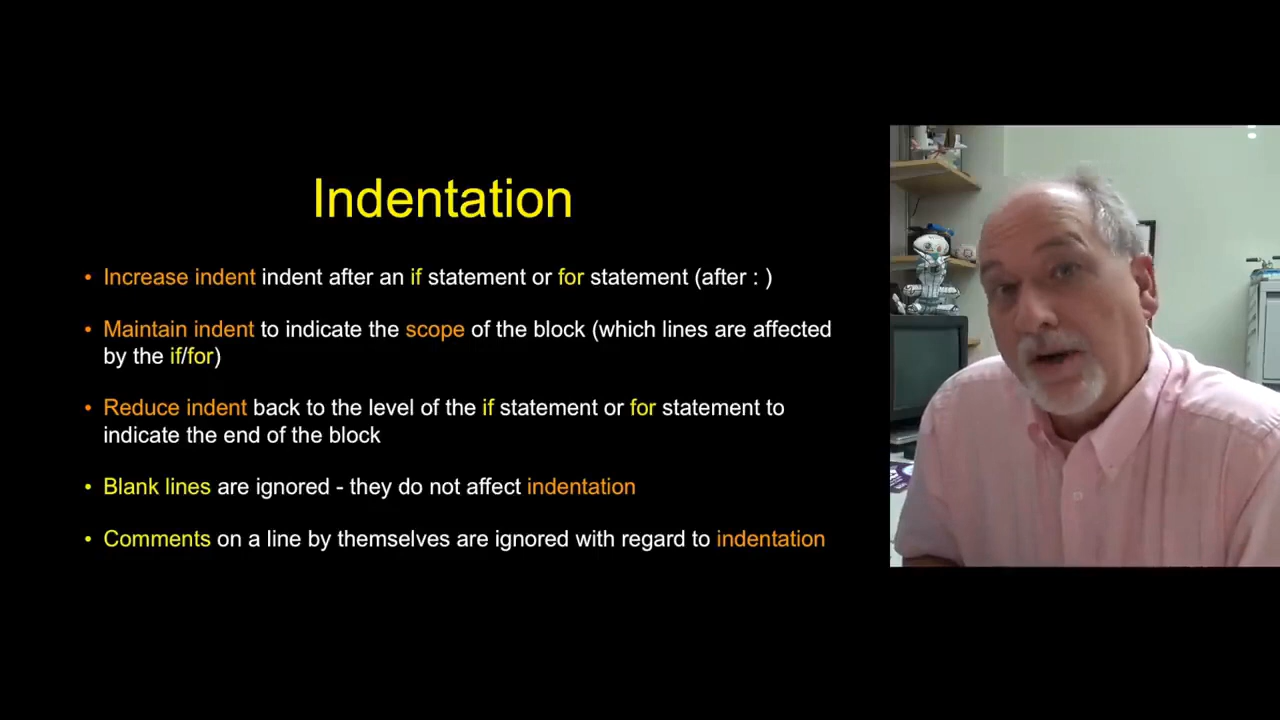 Indentation
• Increase indent indent after an if statement or for statement (after : )
• Maintain indent to indicate the scope of the block (which lines are affected
by the if/for)
• Reduce indent back to the level of the if statement or for statement to
indicate the end of the block
• Blank lines are ignored - they do not affect indentation
• Comments on a line by themselves are ignored with regard to indentation